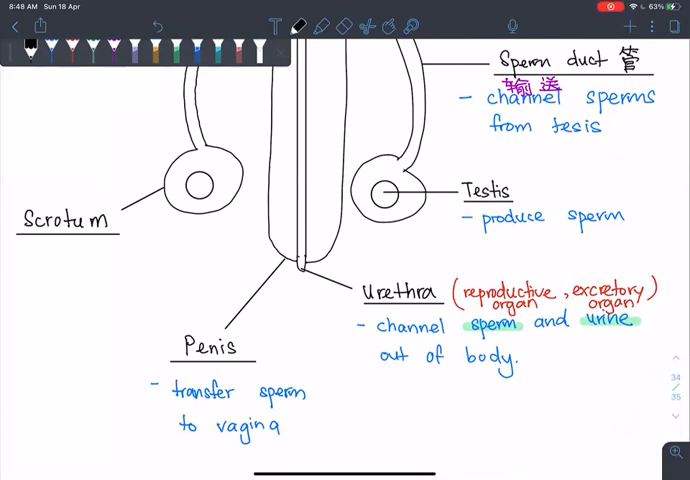 8:48 AM Sun 18 Apr
63%
Sperm duct 管
输送
- channel sperms
from tesis
Testis
- produce sperm
Scrotum
Urethra (reproductive organ, excretory organ)
- channel sperm and urine
out of body.
Penis
- transfer sperm
to vagina
34
/
35